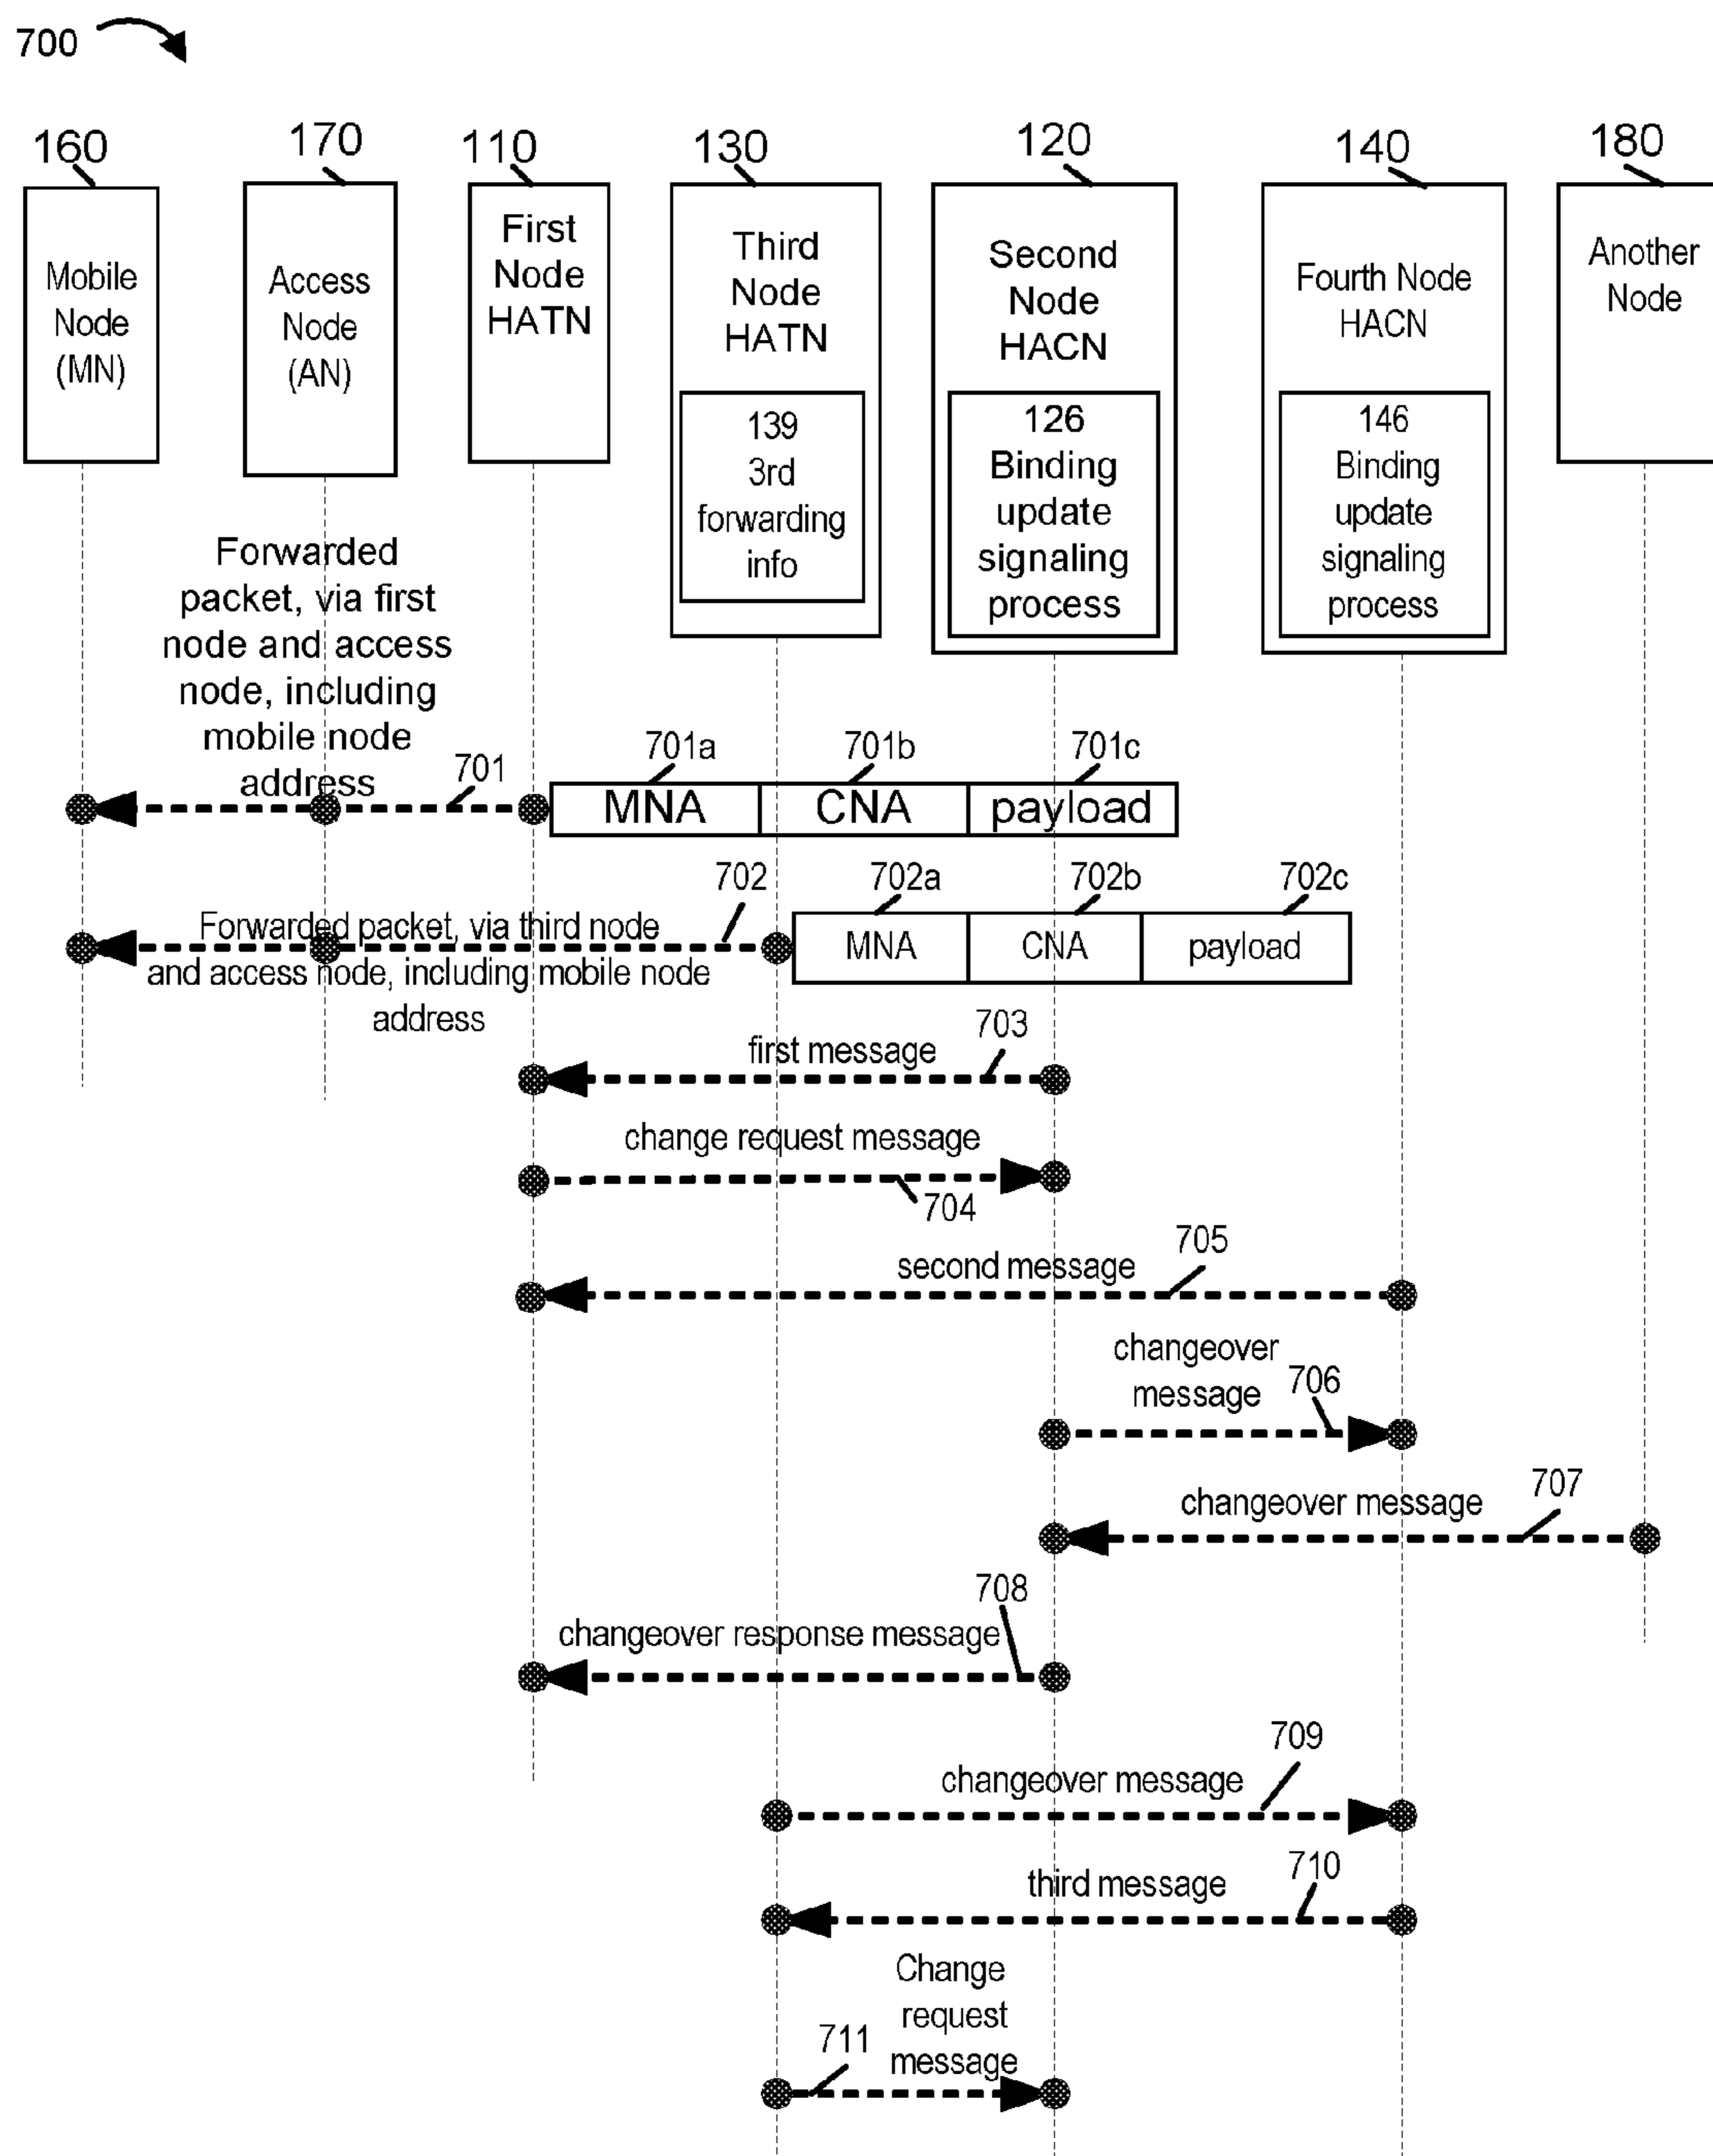 700
160
170
110
130
120
140
180
Mobile
Node
(MN)
Access
Node
(AN)
First
Node
HATN
Third
Node
HATN
139
3rd
forwarding
info
Second
Node
HACN
126
Binding
update
signaling
process
Fourth Node
HACN
146
Binding
update
signaling
process
Another
Node
Forwarded
packet, via first
node and access
node, including
mobile node
address
701
701a
701b
701c
MNA
CNA
payload
702
702a
702b
702c
Forwarded packet, via third node
and access node, including mobile node
address
MNA
CNA
payload
703
first message
change request message
704
705
second message
changeover
message
706
707
changeover message
708
changeover response message
709
changeover message
710
third message
Change
request
message
711